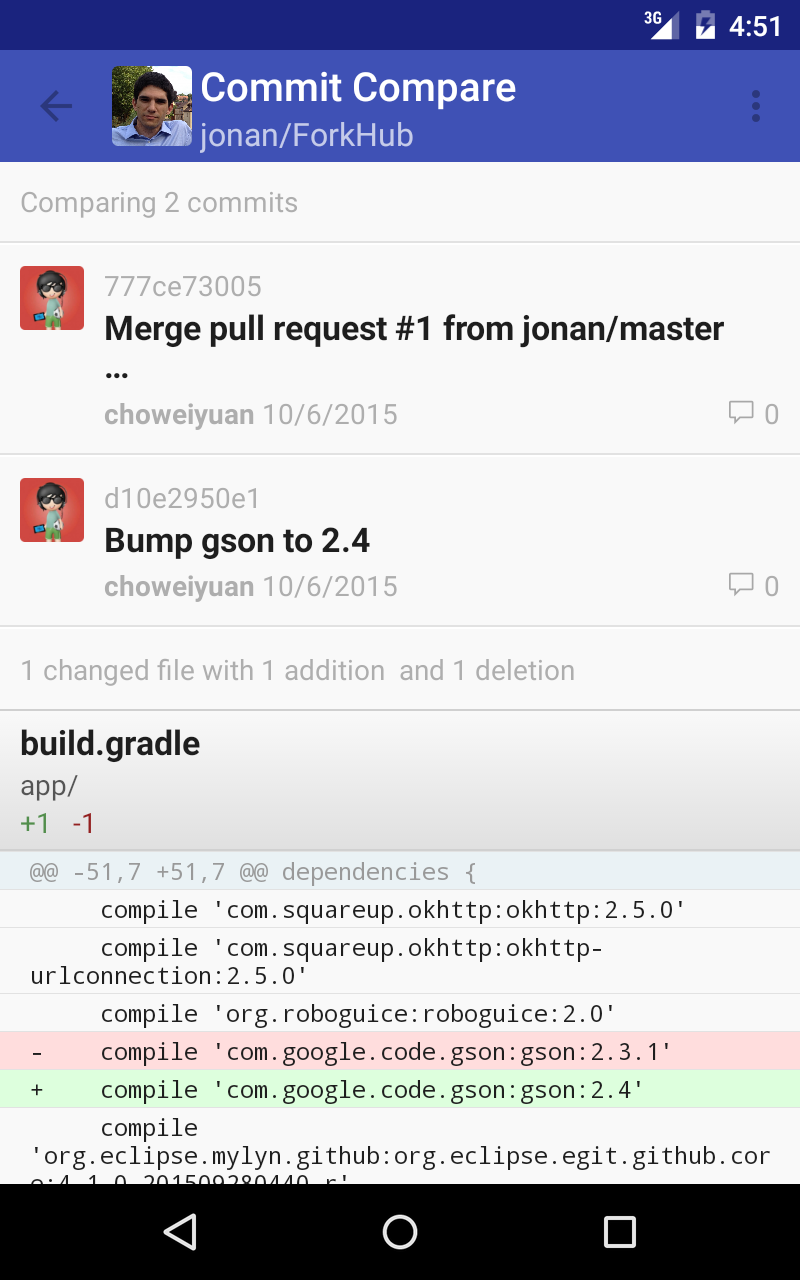 3G 4:51
Commit Compare
jonan/ForkHub
Comparing 2 commits
777ce73005
Merge pull request #1 from jonan/master
...
choweiyuan 10/6/2015 0
d10e2950e1
Bump gson to 2.4
choweiyuan 10/6/2015 0
1 changed file with 1 addition  and 1 deletion
build.gradle
app/
+1 -1
@@ -51,7 +51,7 @@ dependencies {
compile 'com.squareup.okhttp:okhttp:2.5.0'
compile 'com.squareup.okhttp:okhttp-
urlconnection:2.5.0'
compile 'org.roboguice:roboguice:2.0'
-    compile 'com.google.code.gson:gson:2.3.1'
+    compile 'com.google.code.gson:gson:2.4'
compile
'org.eclipse.mylyn.github:org.eclipse.egit.github.cor
e:4.1.0.201509280440-r'